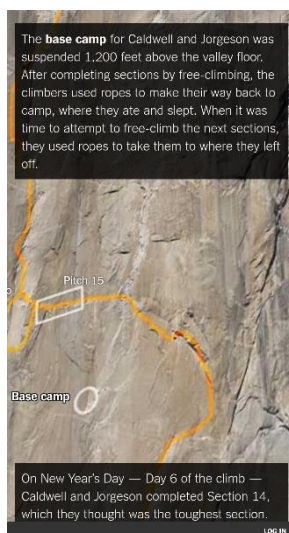 The base camp for Caldwell and Jorgeson was
suspended 1,200 feet above the valley floor.
After completing sections by free-climbing, the
climbers used ropes to make their way back to
camp, where they ate and slept. When it was
time to attempt to free-climb the next sections,
they used ropes to take them to where they left
off.
Pitch 15
Base camp
On New Year's Day — Day 6 of the climb —
Caldwell and Jorgeson completed Section 14,
which they thought was the toughest section.
LOG IN